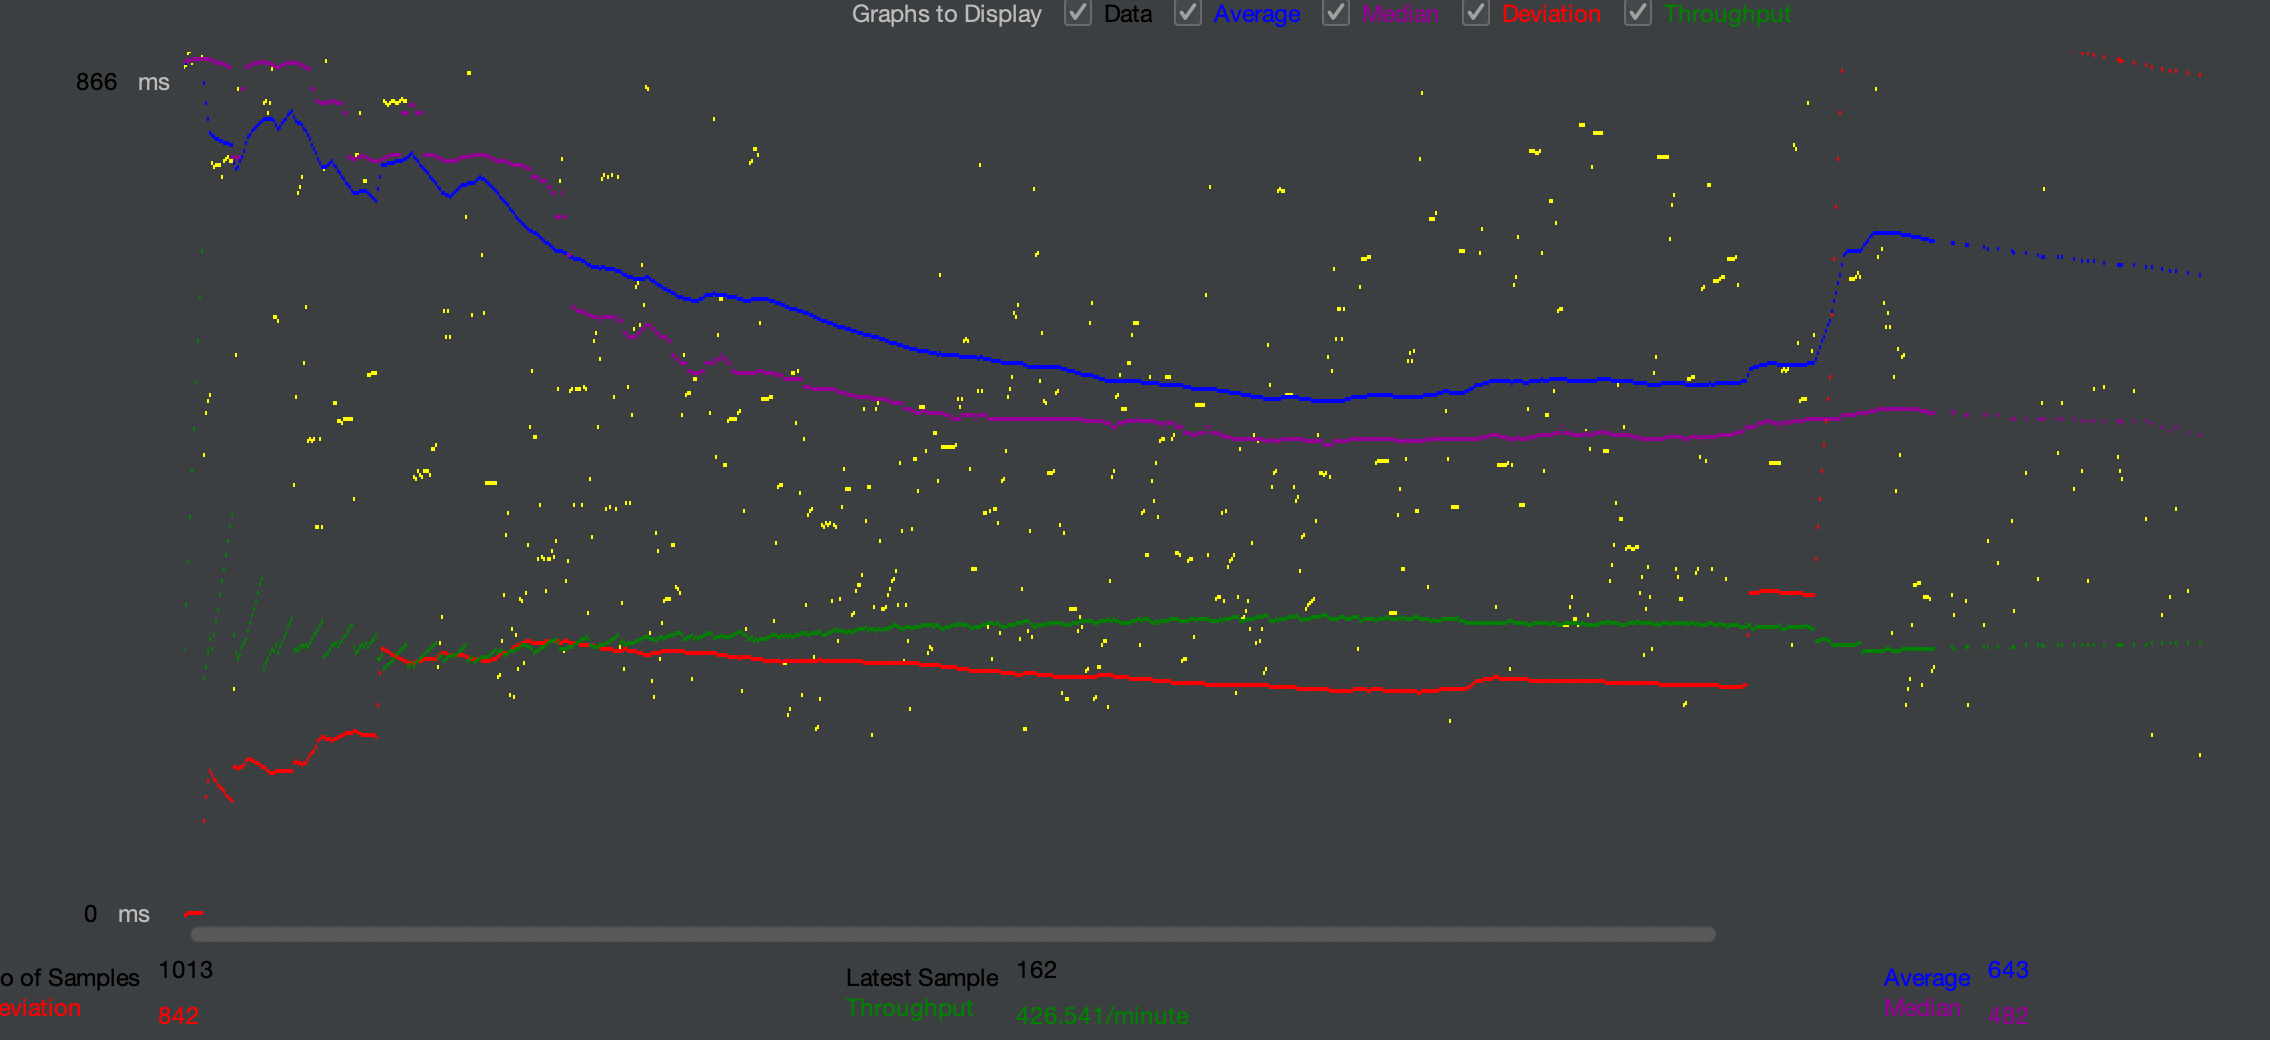 Graphs to Display Data Average Median Deviation Throughput
866 ms
0 ms
o of Samples 1013 Latest Sample 162 Average 643
eviation 842 Throughput 426.541/minute Median 482